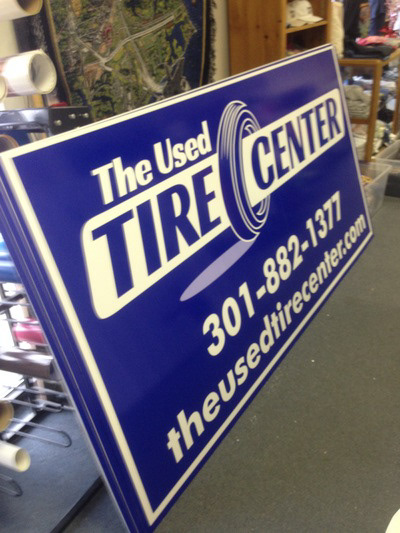 The Used
TIRE CENTER
301-882-1377
theusedtirecenter.com